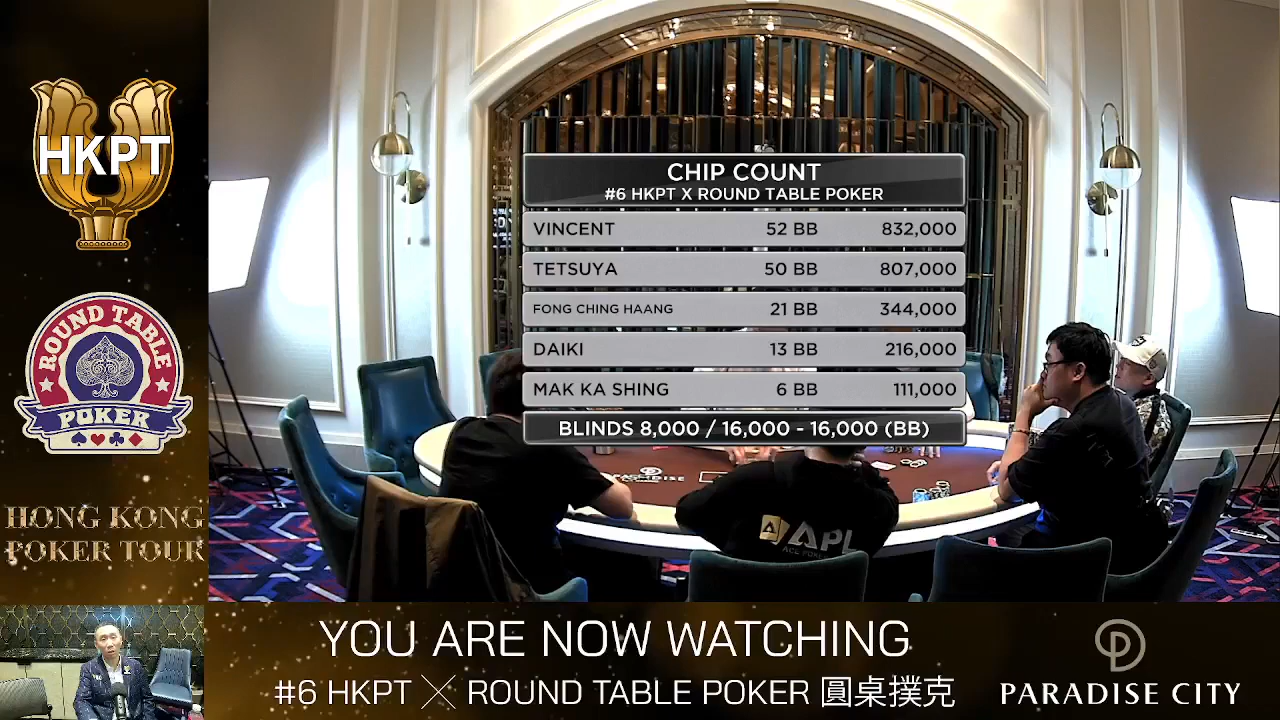 HKPT
ROUND TABLE
POKER
HONG KONG
POKER TOUR
CHIP COUNT
#6 HKPT X ROUND TABLE POKER
VINCENT 52 BB 832,000
TETSUYA 50 BB 807,000
FONG CHING HAANG 21 BB 344,000
DAIKI 13 BB 216,000
MAK KA SHING 6 BB 111,000
BLINDS 8,000 / 16,000 - 16,000 (BB)
APL
YOU ARE NOW WATCHING
#6 HKPT X ROUND TABLE POKER 圓桌撲克
PARADISE CITY